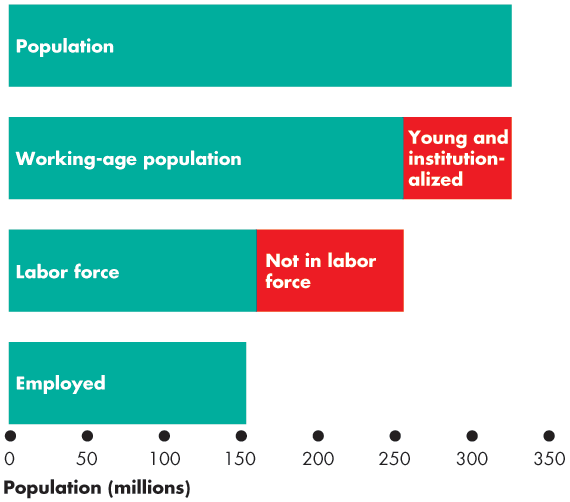 Population
Working-age population
Young and
institution-
alized
Labor force
Not in labor
force
Employed
0 50 100 150 200 250 300 350
Population (millions)